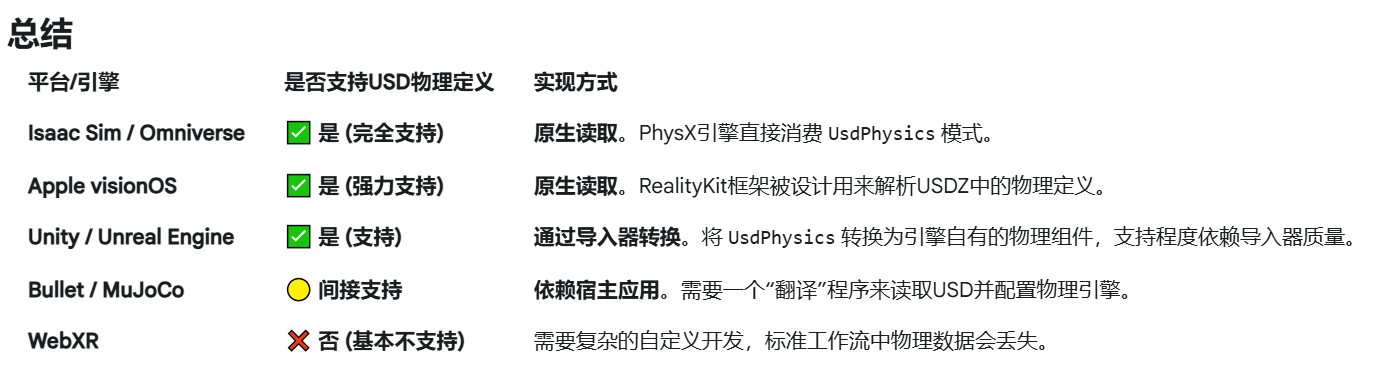 总结
平台/引擎 是否支持USD物理定义 实现方式
Isaac Sim / Omniverse ✅ 是 (完全支持) 原生读取。PhysX引擎直接消费 UsdPhysics 模式。
Apple visionOS ✅ 是 (强力支持) 原生读取。RealityKit框架被设计用来解析USDZ中的物理定义。
Unity / Unreal Engine ✅ 是 (支持) 通过导入器转换。将 UsdPhysics 转换为引擎自有的物理组件，支持程度依赖导入器质量。
Bullet / MuJoCo 🟡 间接支持 依赖宿主应用。需要一个“翻译”程序来读取USD并配置物理引擎。
WebXR ❌ 否 (基本不支持) 需要复杂的自定义开发，标准工作流中物理数据会丢失。